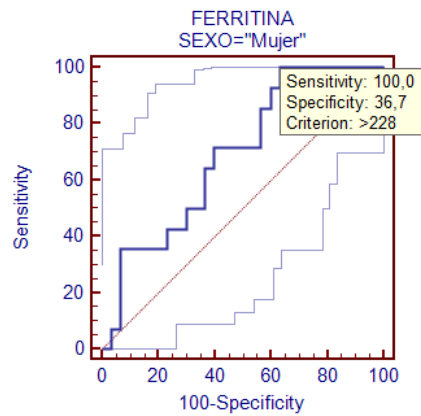 FERRITINA
SEXO="Mujer"
100
Sensitivity: 100,0
Specificity: 36,7
Criterion: >228
80
60
40
20
0
Sensitivity
0 20 40 60 80 100
100-Specificity